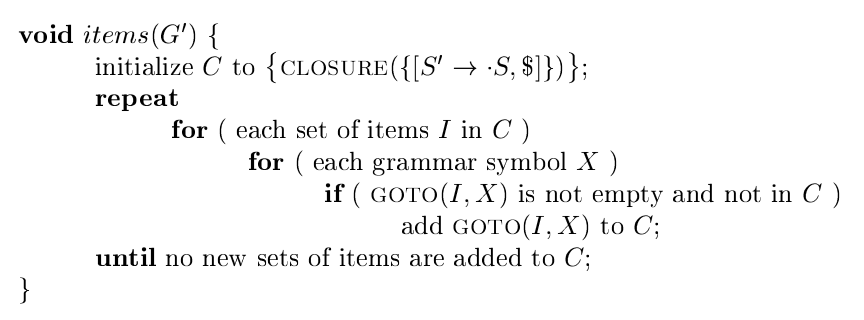 void items(G′) {
initialize C to {CLOSURE({[S′ → ·S, $]})};
repeat
for ( each set of items I in C )
for ( each grammar symbol X )
if ( GOTO(I, X) is not empty and not in C )
add GOTO(I, X) to C;
until no new sets of items are added to C;
}